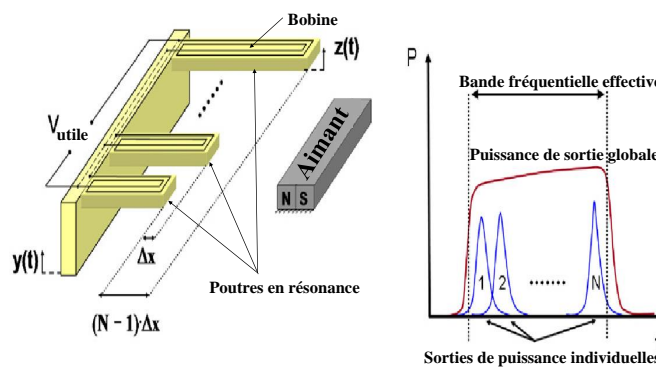 Bobine
z(t)
V utile
Aimant
N S
Δx
y(t)
Poutres en résonance
(N – 1)·Δx
P
Bande fréquentielle effective
Puissance de sortie globale
1 2 ....... N
Sorties de puissance individuelles